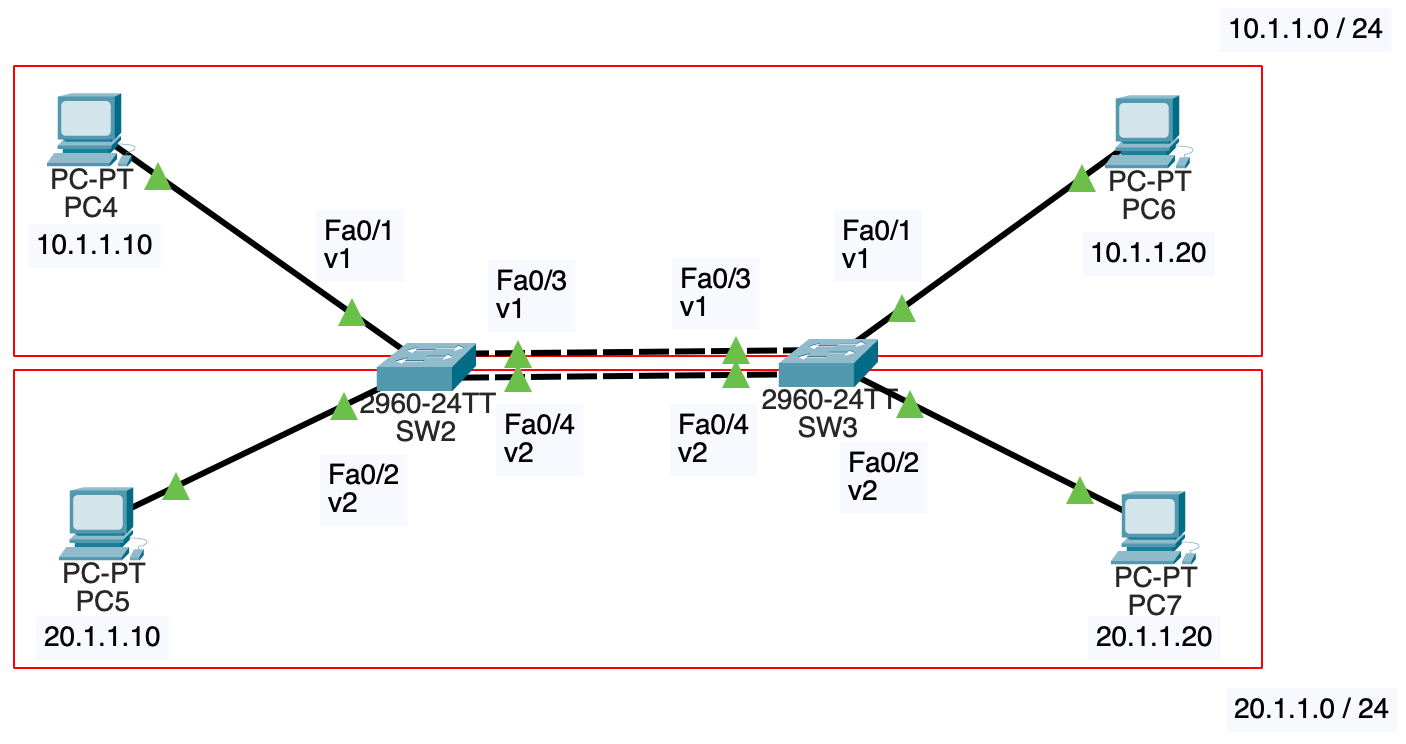 10.1.1.0 / 24
PC-PT
PC4
10.1.1.10
PC-PT
PC6
10.1.1.20
Fa0/1
v1
Fa0/1
v1
Fa0/3
v1
Fa0/3
v1
2960-24TT
SW2
2960-24TT
SW3
Fa0/4
v2
Fa0/4
v2
Fa0/2
v2
Fa0/2
v2
PC-PT
PC5
20.1.1.10
PC-PT
PC7
20.1.1.20
20.1.1.0 / 24